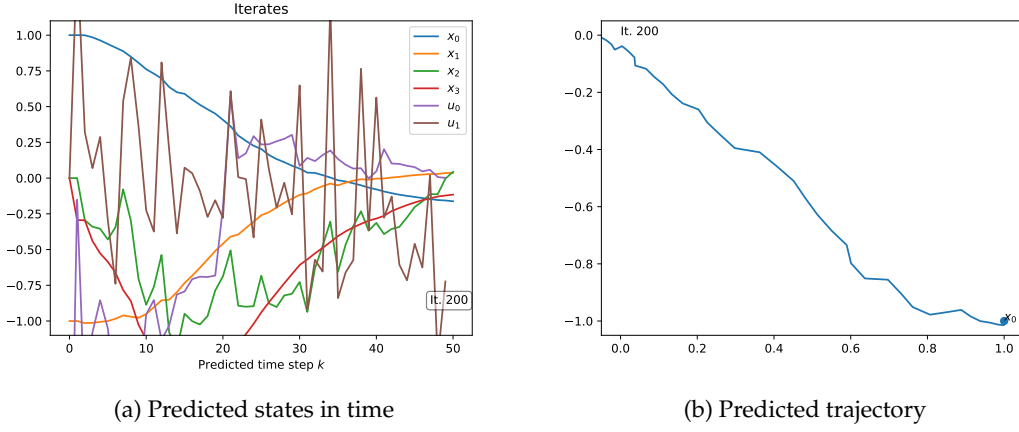 Iterates
1.00
0.75
0.50
0.25
0.00
−0.25
−0.50
−0.75
−1.00
0
10
20
30
40
50
Predicted time step k
x0
x1
x2
x3
u0
u1
It. 200
(a) Predicted states in time
0.0
−0.2
−0.4
−0.6
−0.8
−1.0
0.0
0.2
0.4
0.6
0.8
1.0
It. 200
x0
(b) Predicted trajectory